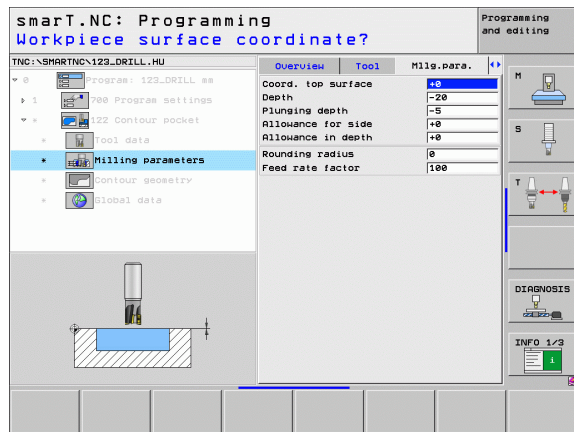 smarT.NC: Programming
Programming and editing
Workpiece surface coordinate?
TNC:\SMARTNC\123_DRILL.HU
0 Program: 123_DRILL mm
1 700 Program settings
* 122 Contour pocket
* Tool data
* Milling parameters
* Contour geometry
* Global data
Overview Tool Mllg.para.
Coord. top surface +0
Depth -20
Plunging depth -5
Allowance for side +0
Allowance in depth +0
Rounding radius 0
Feed rate factor 100
M
S
T
DIAGNOSIS
INFO 1/3
i